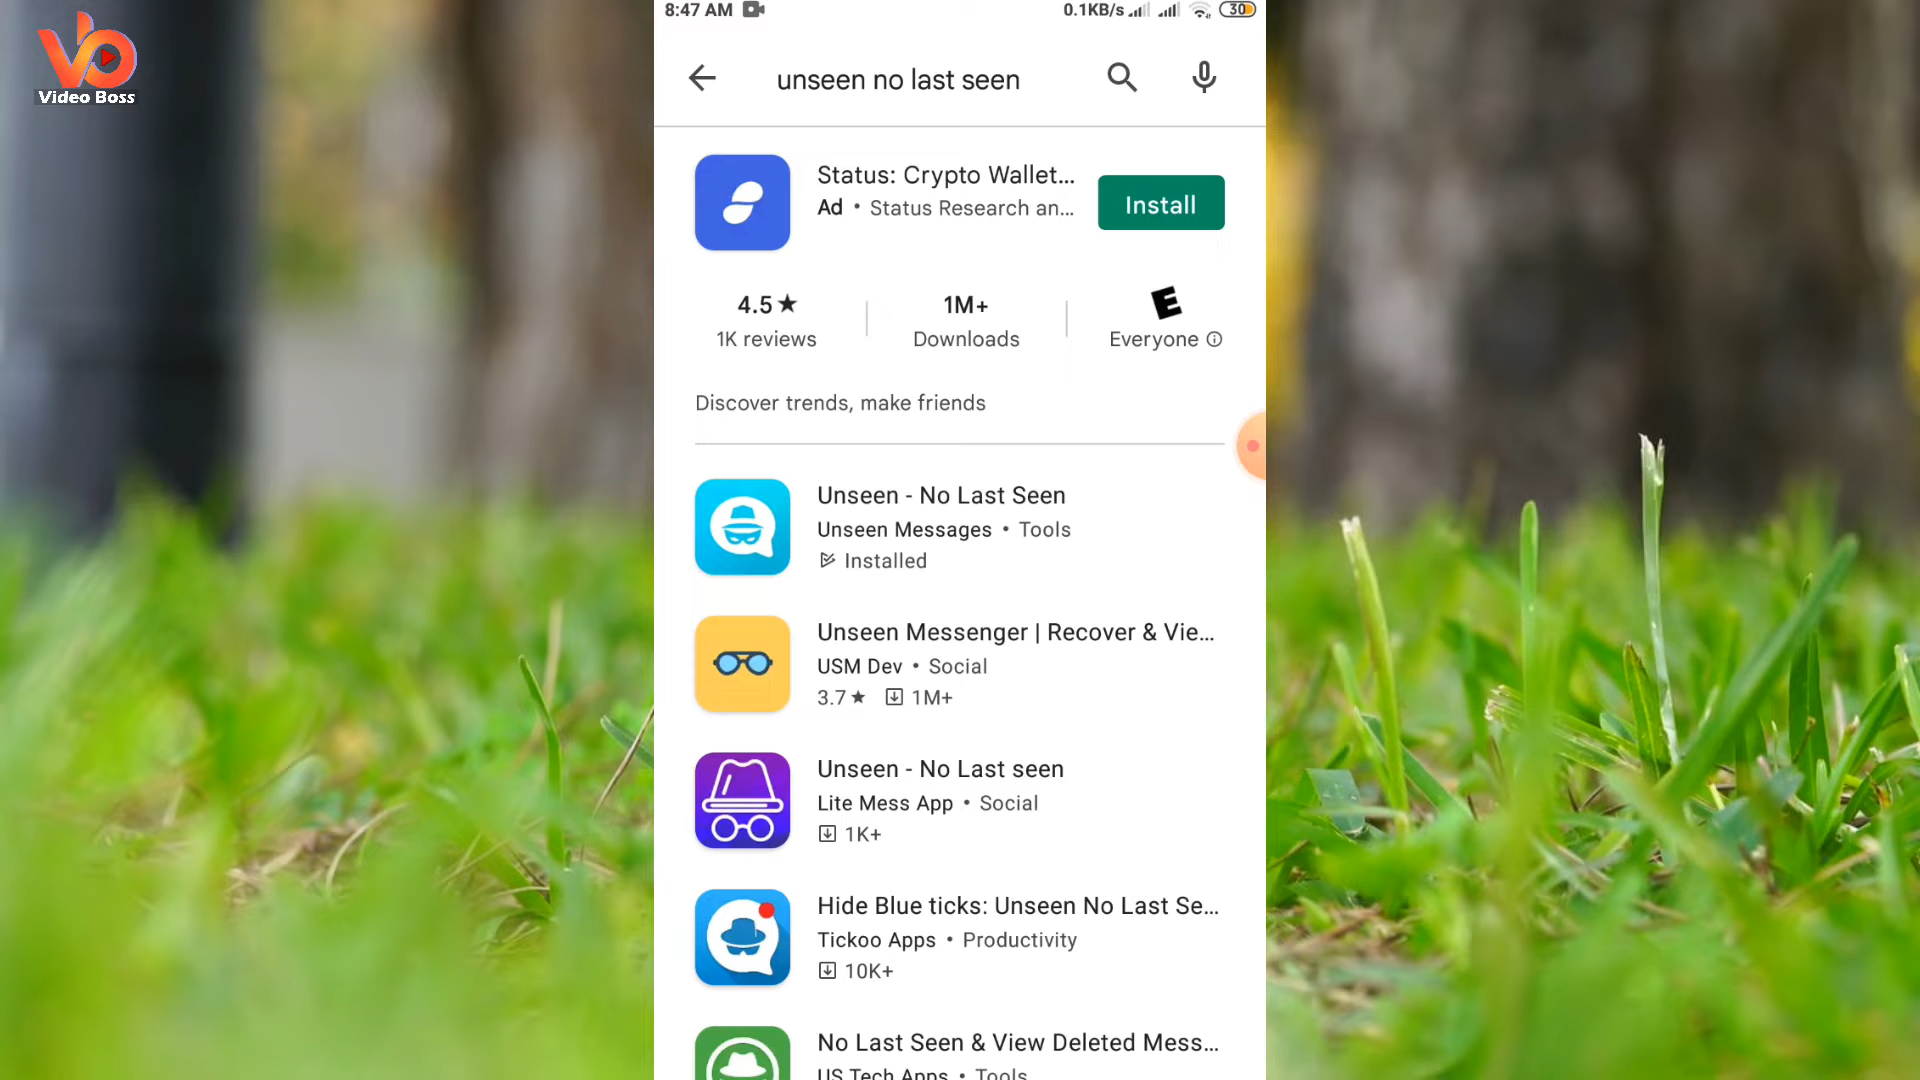 8:47 AM
0.1KB/s
30
Video Boss
unseen no last seen
Status: Crypto Wallet...
Ad • Status Research an...
Install
4.5★
1K reviews
1M+
Downloads
E
Everyone
Discover trends, make friends
Unseen - No Last Seen
Unseen Messages • Tools
Installed
Unseen Messenger | Recover & Vie...
USM Dev • Social
3.7★ 1M+
Unseen - No Last seen
Lite Mess App • Social
1K+
Hide Blue ticks: Unseen No Last Se...
Tickoo Apps • Productivity
10K+
No Last Seen & View Deleted Mess...
US Tech Apps • Tools